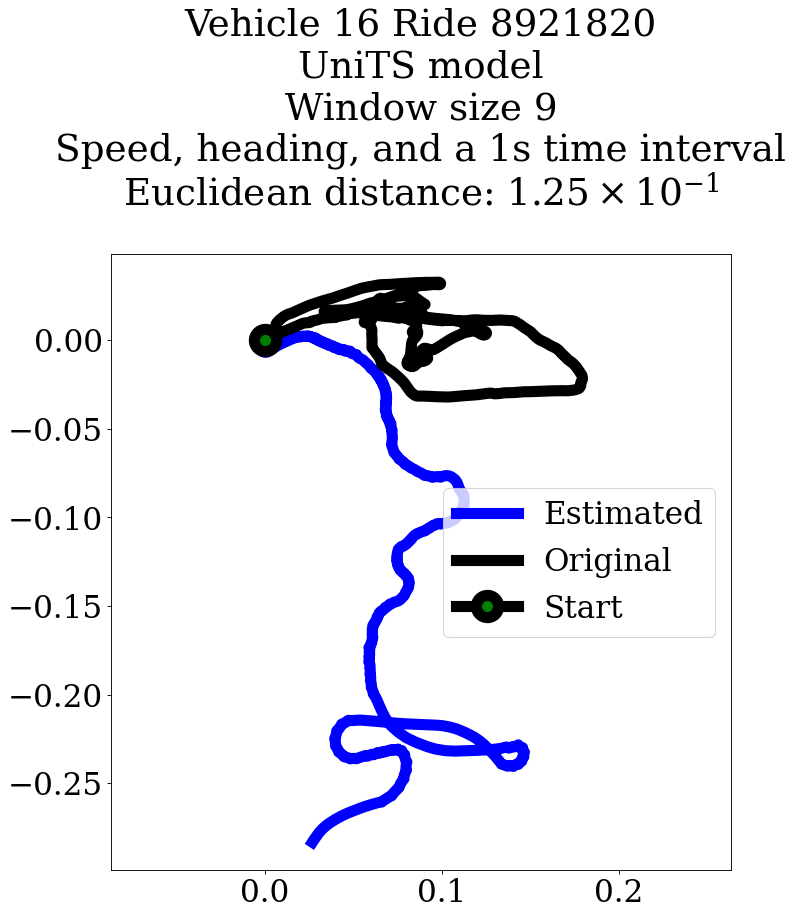 Vehicle 16 Ride 8921820
UniTS model
Window size 9
Speed, heading, and a 1s time interval
Euclidean distance: 1.25 × 10⁻¹
0.00
−0.05
−0.10
−0.15
−0.20
−0.25
Estimated
Original
Start
0.0 0.1 0.2